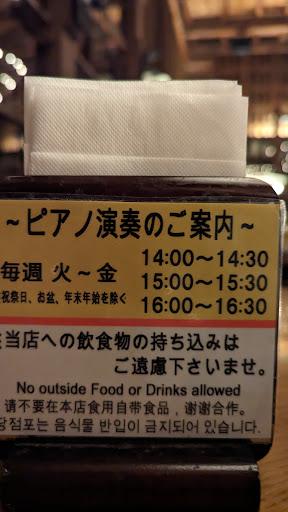 ～ピアノ演奏のご案内～
毎週 火～金
祝祭日、お盆、年末年始を除く
14:00～14:30
15:00～15:30
16:00～16:30
当店への飲食物の持ち込みは
ご遠慮下さいませ。
No outside Food or Drinks allowed
请不要在本店食用自带食品，谢谢合作。
당점포는 음식물 반입이 금지되어 있습니다.